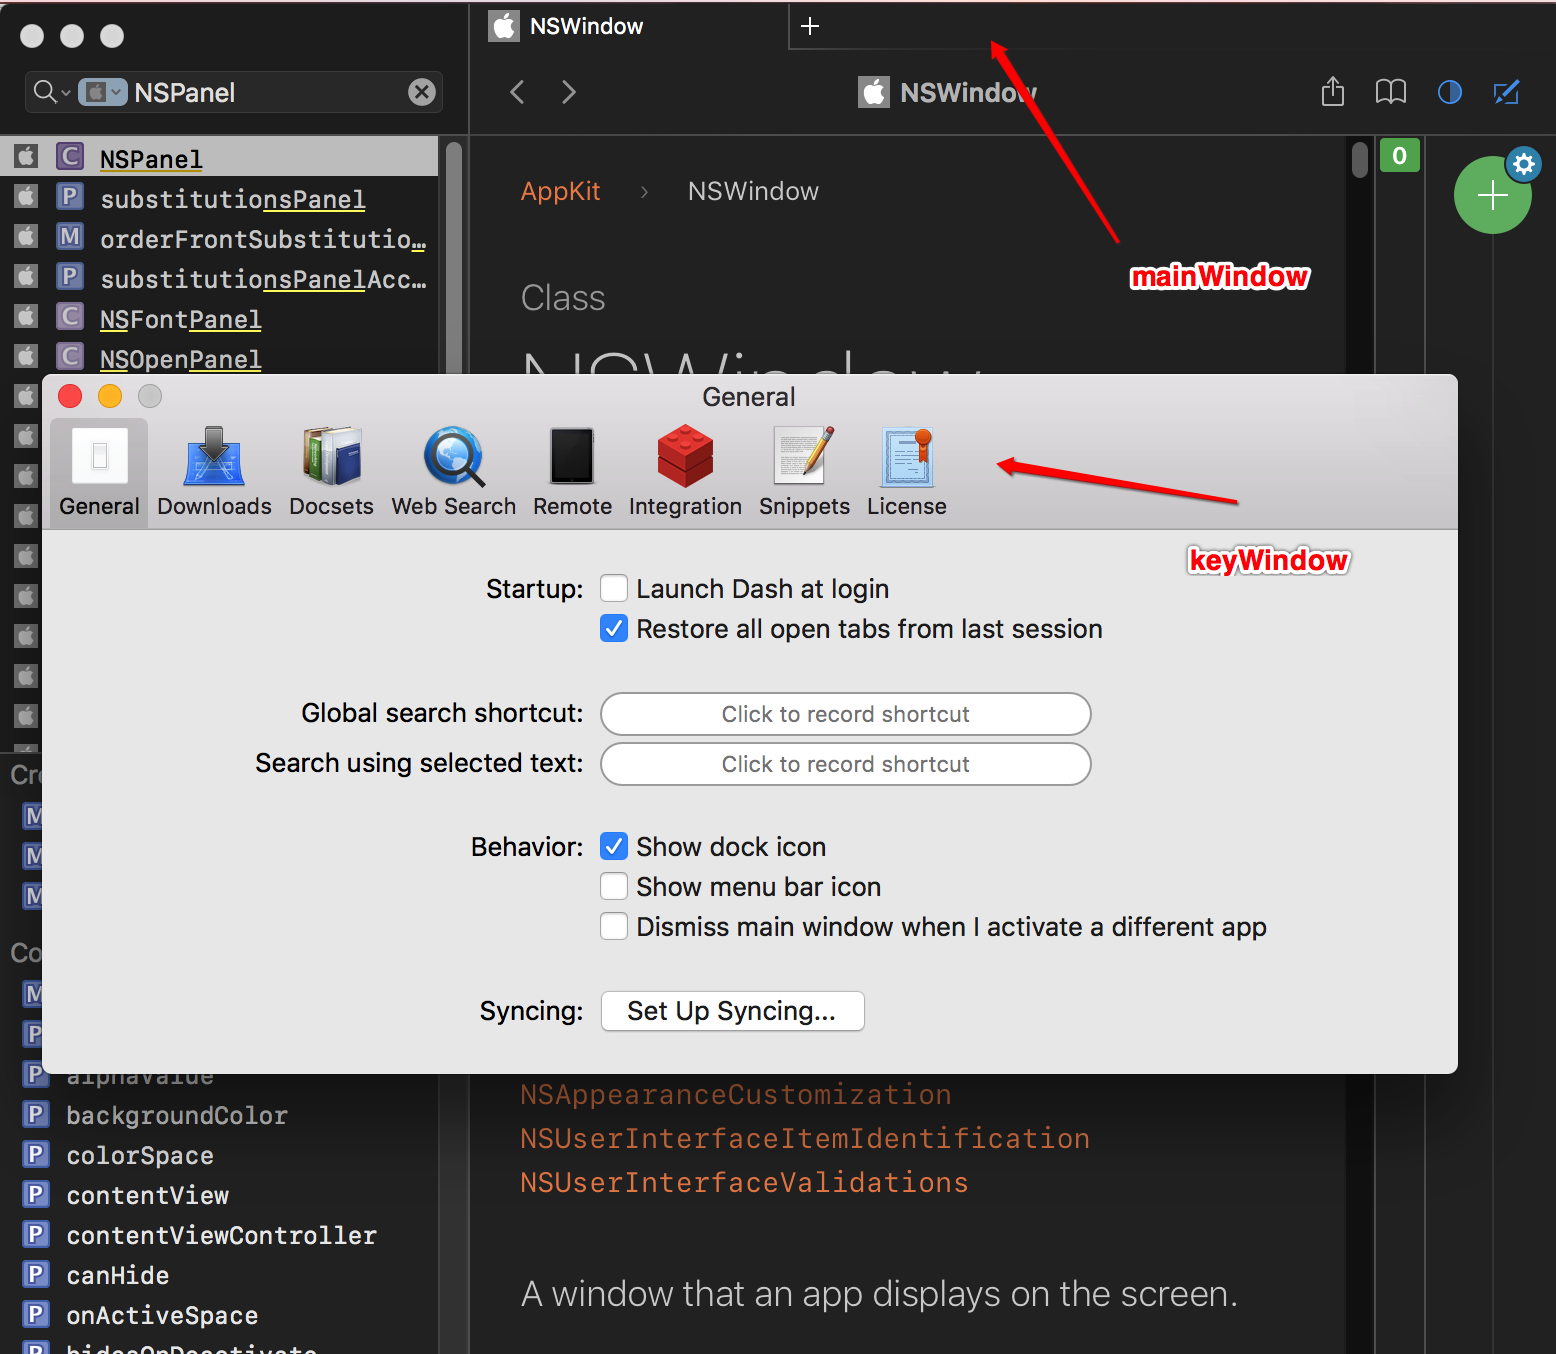 NSWindow
NSPanel
NSWindow
NSPanel
substitutionsPanel
orderFrontSubstitutio…
substitutionsPanelAcc…
NSFontPanel
NSOpenPanel
AppKit › NSWindow
0
mainWindow
Class
NSWindow
General
General Downloads Docsets Web Search Remote Integration Snippets License
keyWindow
Startup: Launch Dash at login
Restore all open tabs from last session
Global search shortcut: Click to record shortcut
Search using selected text: Click to record shortcut
Behavior: Show dock icon
Show menu bar icon
Dismiss main window when I activate a different app
Syncing: Set Up Syncing...
alphaValue
P backgroundColor
P colorSpace
P contentView
P contentViewController
P canHide
P onActiveSpace
hidesOnDeactivate
NSAppearanceCustomization
NSUserInterfaceItemIdentification
NSUserInterfaceValidations
A window that an app displays on the screen.